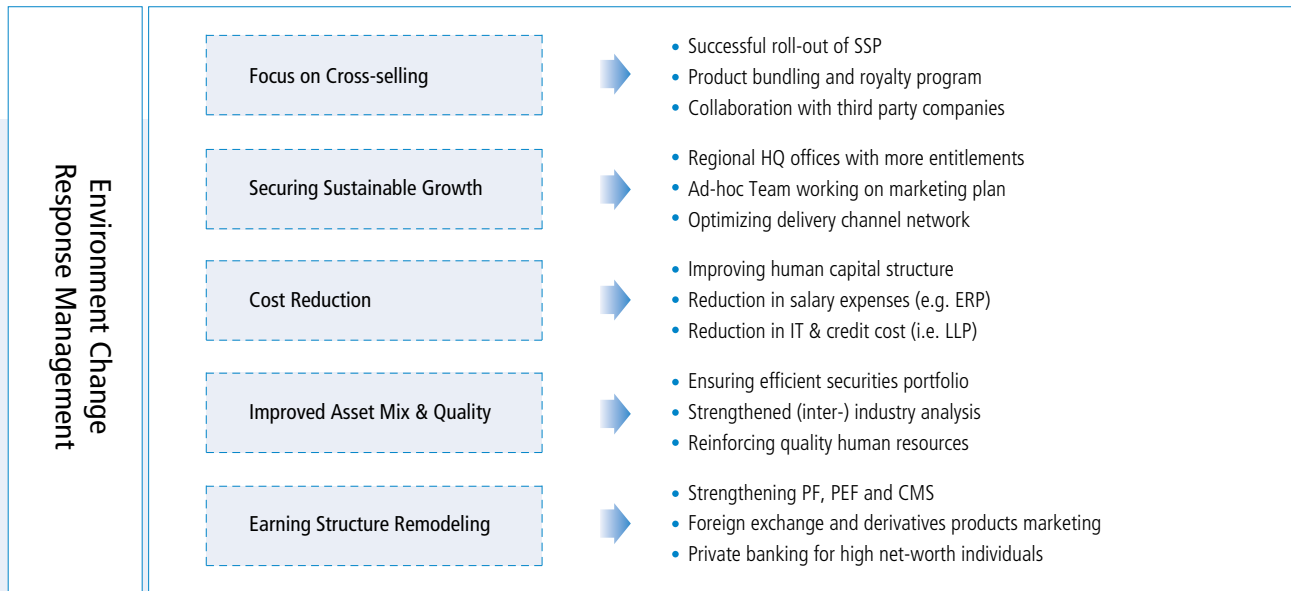 Environment Change
Response Management
Focus on Cross-selling
• Successful roll-out of SSP
• Product bundling and royalty program
• Collaboration with third party companies
Securing Sustainable Growth
• Regional HQ offices with more entitlements
• Ad-hoc Team working on marketing plan
• Optimizing delivery channel network
Cost Reduction
• Improving human capital structure
• Reduction in salary expenses (e.g. ERP)
• Reduction in IT & credit cost (i.e. LLP)
Improved Asset Mix & Quality
• Ensuring efficient securities portfolio
• Strengthened (inter-) industry analysis
• Reinforcing quality human resources
Earning Structure Remodeling
• Strengthening PF, PEF and CMS
• Foreign exchange and derivatives products marketing
• Private banking for high net-worth individuals